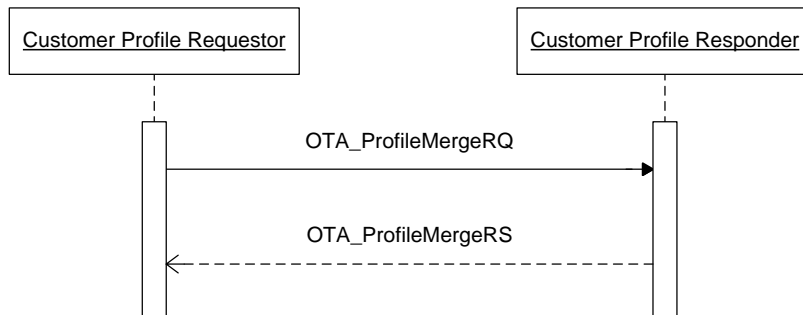 Customer Profile Requestor
Customer Profile Responder
OTA_ProfileMergeRQ
OTA_ProfileMergeRS